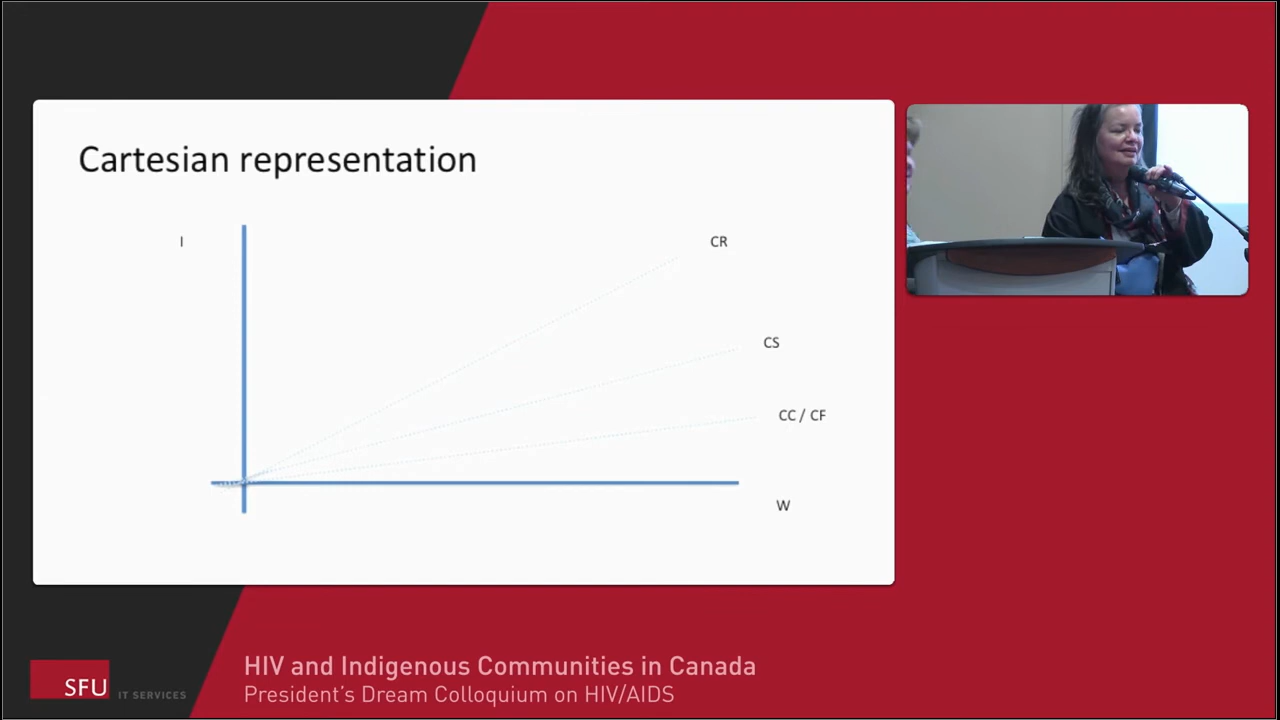 Cartesian representation
I
CR
CS
CC / CF
W
SFU IT SERVICES
HIV and Indigenous Communities in Canada
President's Dream Colloquium on HIV/AIDS